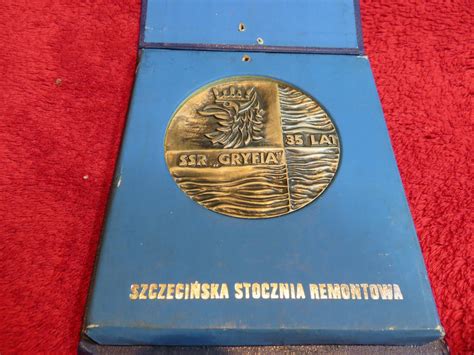 35 LAT
SSR „GRYFIA"
SZCZECIŃSKA STOCZNIA REMONTOWA